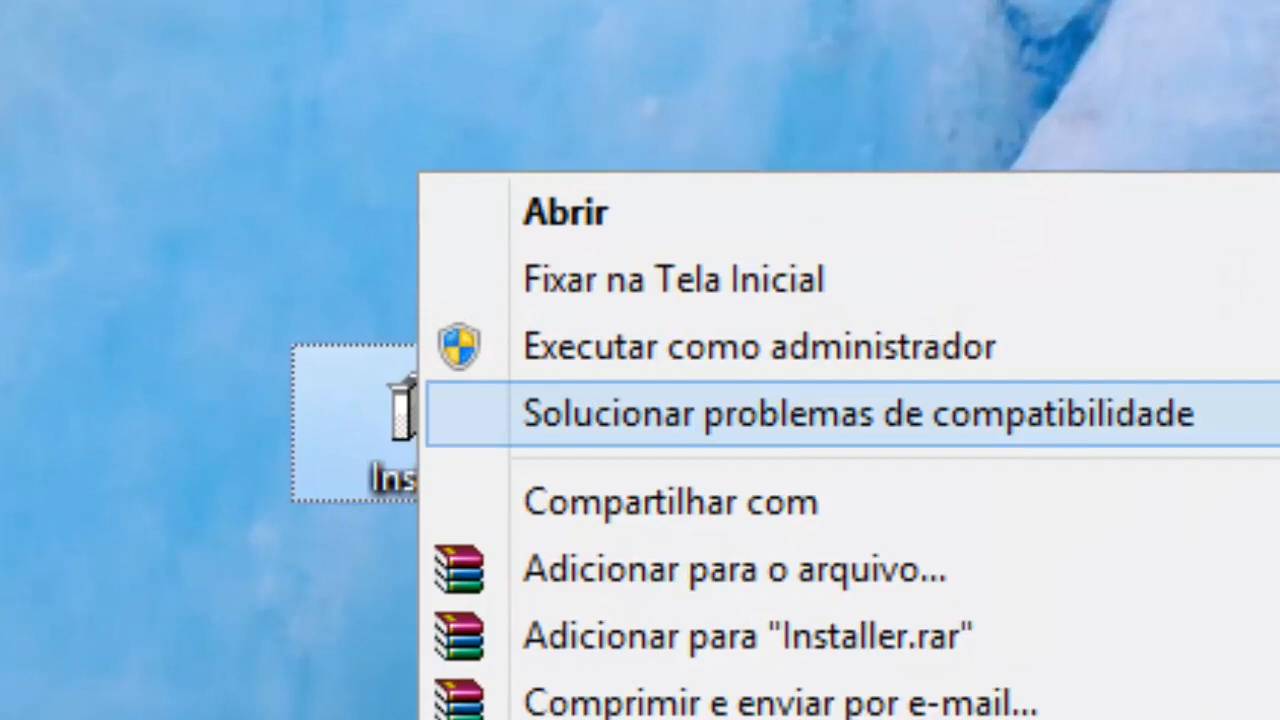 Abrir
Fixar na Tela Inicial
Executar como administrador
Solucionar problemas de compatibilidade
Ins
Compartilhar com
Adicionar para o arquivo...
Adicionar para "Installer.rar"
Comprimir e enviar por e-mail...